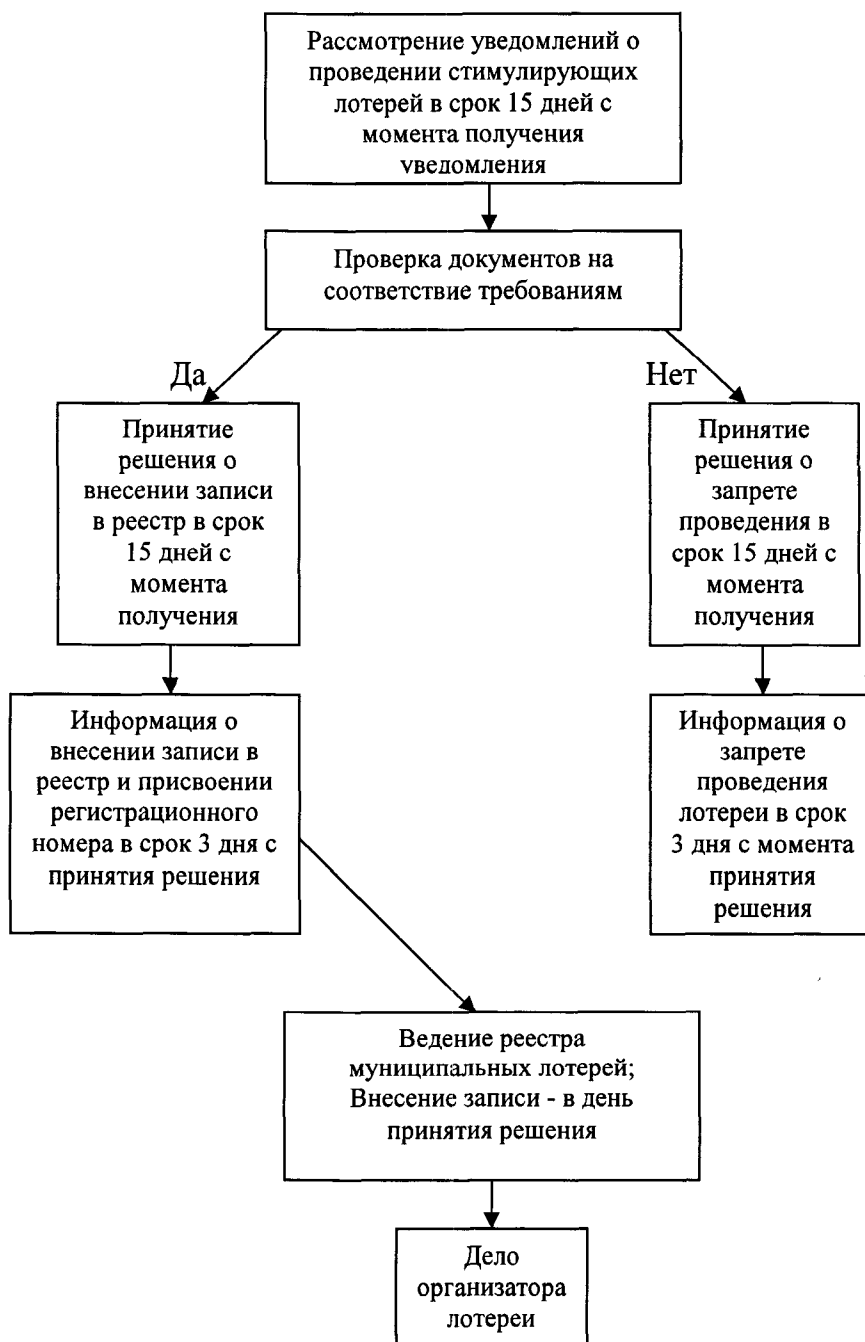 Рассмотрение уведомлений о
проведении стимулирующих
лотерей в срок 15 дней с
момента получения
уведомления
Проверка документов на
соответствие требованиям
Да
Нет
Принятие
решения о
внесении записи
в реестр в срок
15 дней с
момента
получения
Принятие
решения о
запрете
проведения в
срок 15 дней с
момента
получения
Информация о
внесении записи в
реестр и присвоении
регистрационного
номера в срок 3 дня с
принятия решения
Информация о
запрете
проведения
лотереи в срок
3 дня с момента
принятия
решения
Ведение реестра
муниципальных лотерей;
Внесение записи - в день
принятия решения
Дело
организатора
лотереи